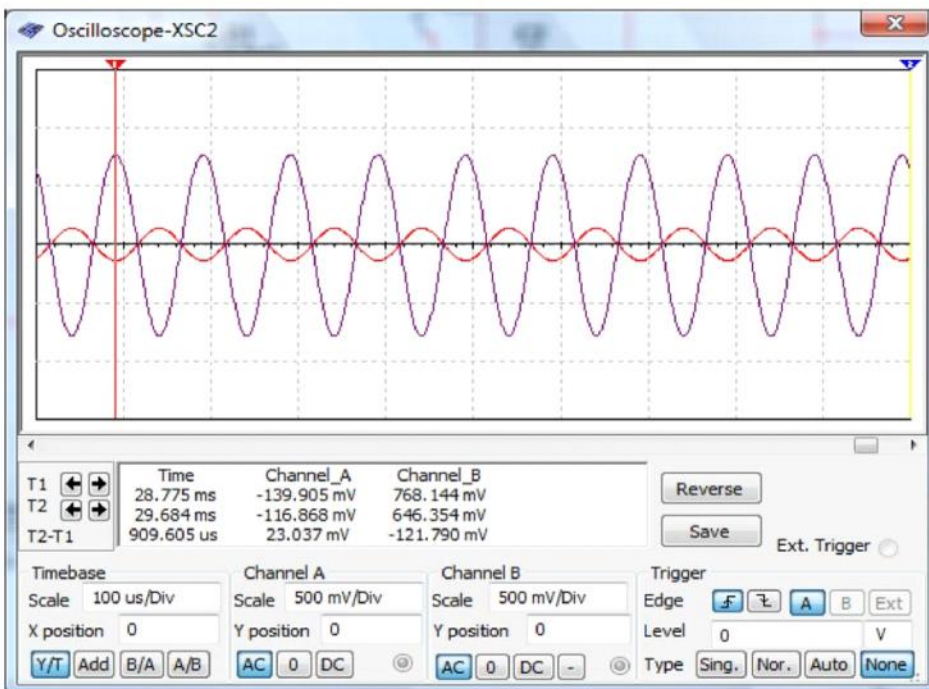 Oscilloscope-XSC2
1
2
Time Channel_A Channel_B
T1 28.775 ms -139.905 mV 768.144 mV
T2 29.684 ms -116.868 mV 646.354 mV
T2-T1 909.605 us 23.037 mV -121.790 mV
Reverse
Save
Ext. Trigger
Timebase
Scale 100 us/Div
X position 0
Y/T Add B/A A/B
Channel A
Scale 500 mV/Div
Y position 0
AC 0 DC
Channel B
Scale 500 mV/Div
Y position 0
AC 0 DC -
Trigger
Edge A B Ext
Level 0 V
Type Sing. Nor. Auto None